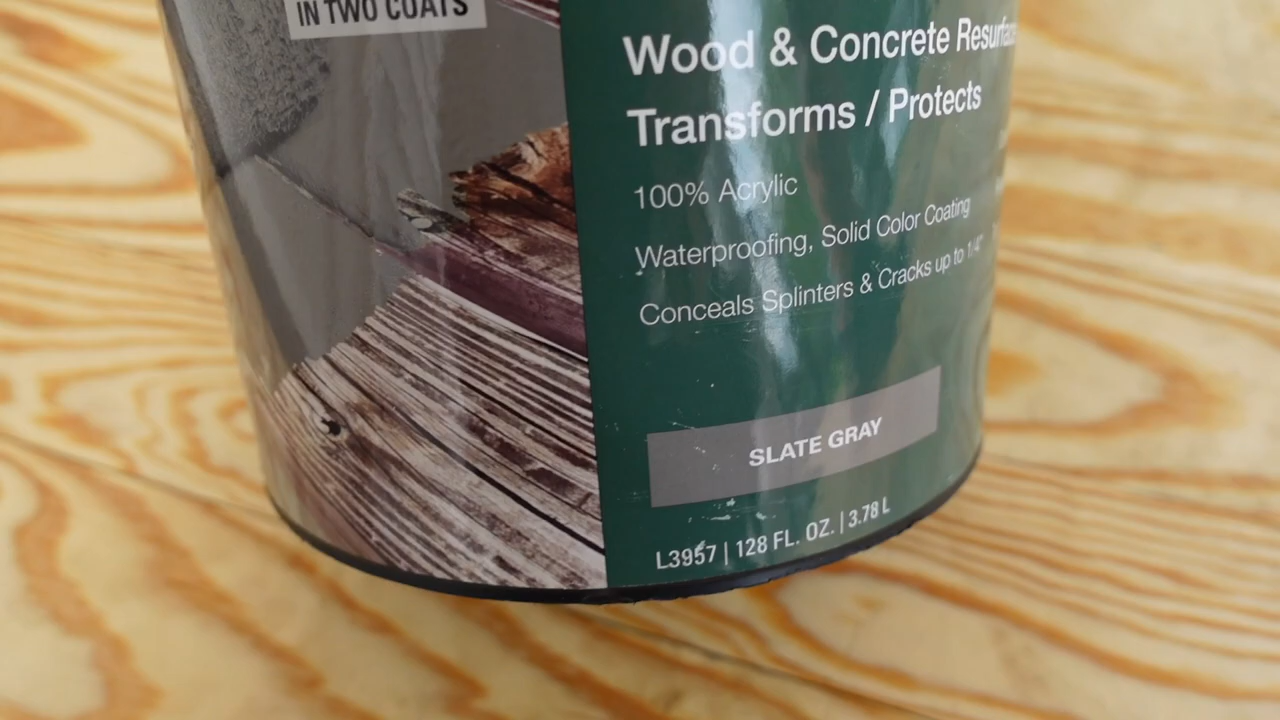 IN TWO COATS
Wood & Concrete Resurfacer
Transforms / Protects
100% Acrylic
Waterproofing, Solid Color Coating
Conceals Splinters & Cracks up to 1/4"
SLATE GRAY
L3957 | 128 FL. OZ. | 3.78 L